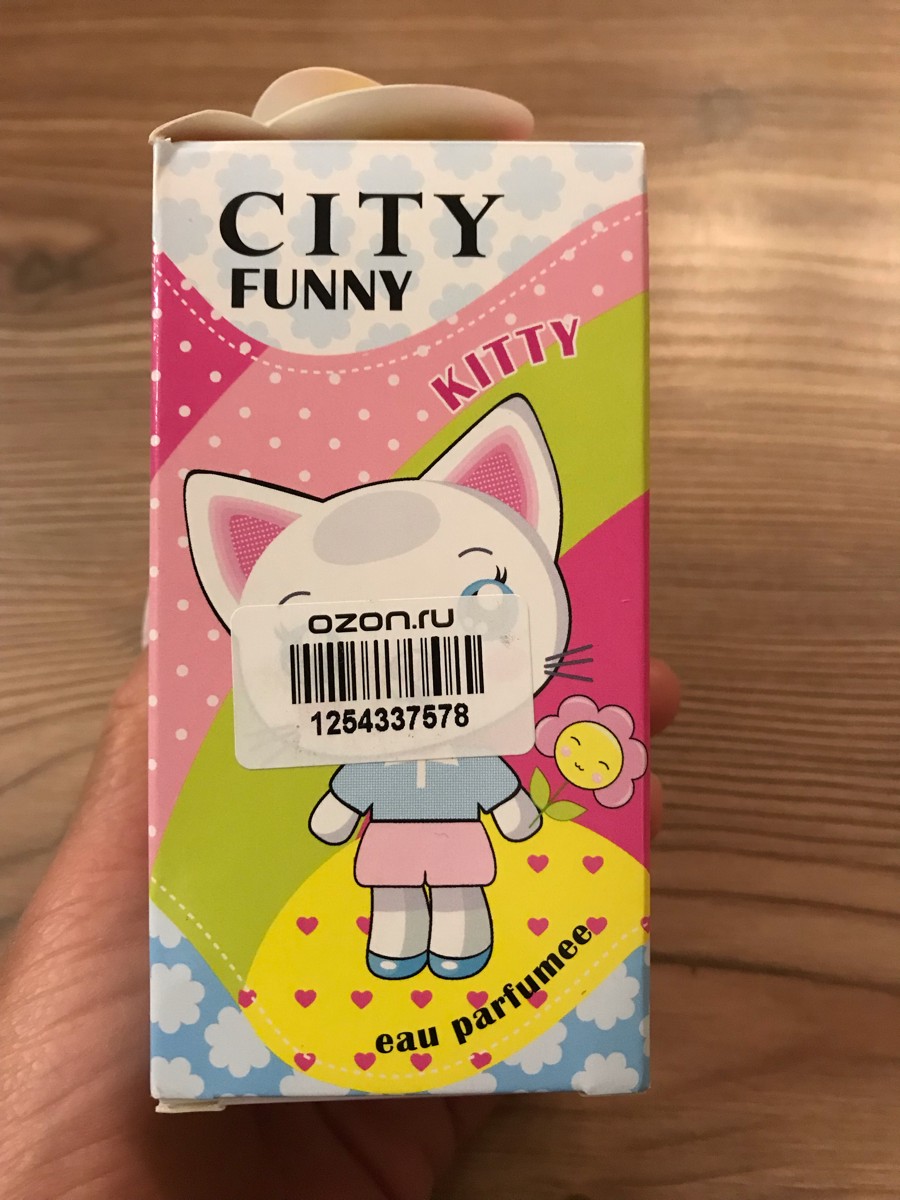 CITY
FUNNY
KITTY
ozon.ru
1254337578
eau parfumee